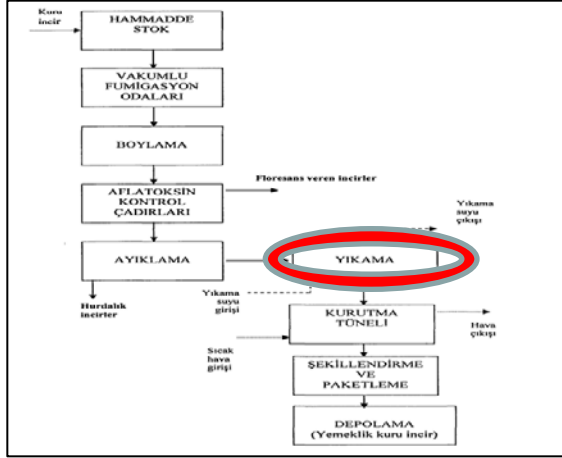 Kuru
incir
HAMMADDE
STOK
VAKUMLU
FUMİGASYON
ODALARI
BOYLAMA
AFLATOKSİN
KONTROL
ÇADIRLARI
Floresans veren incirler
AYIKLAMA
Hurdalık
incirler
Yıkama
suyu
çıkışı
YIKAMA
Yıkama
suyu
girişi
KURUTMA
TÜNELİ
Hava
çıkışı
Sıcak
hava
girişi
ŞEKİLLENDİRME
VE
PAKETLEME
DEPOLAMA
(Yemeklik kuru incir)